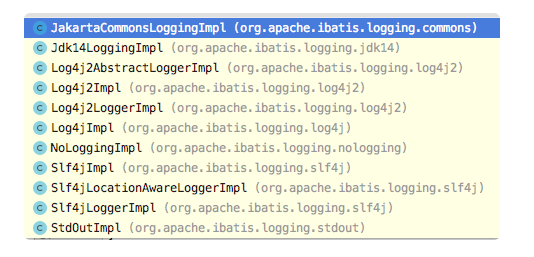 JakartaCommonsLoggingImpl (org.apache.ibatis.logging.commons)
Jdk14LoggingImpl (org.apache.ibatis.logging.jdk14)
Log4j2AbstractLoggerImpl (org.apache.ibatis.logging.log4j2)
Log4j2Impl (org.apache.ibatis.logging.log4j2)
Log4j2LoggerImpl (org.apache.ibatis.logging.log4j2)
Log4jImpl (org.apache.ibatis.logging.log4j)
NoLoggingImpl (org.apache.ibatis.logging.nologging)
Slf4jImpl (org.apache.ibatis.logging.slf4j)
Slf4jLocationAwareLoggerImpl (org.apache.ibatis.logging.slf4j)
Slf4jLoggerImpl (org.apache.ibatis.logging.slf4j)
StdOutImpl (org.apache.ibatis.logging.stdout)